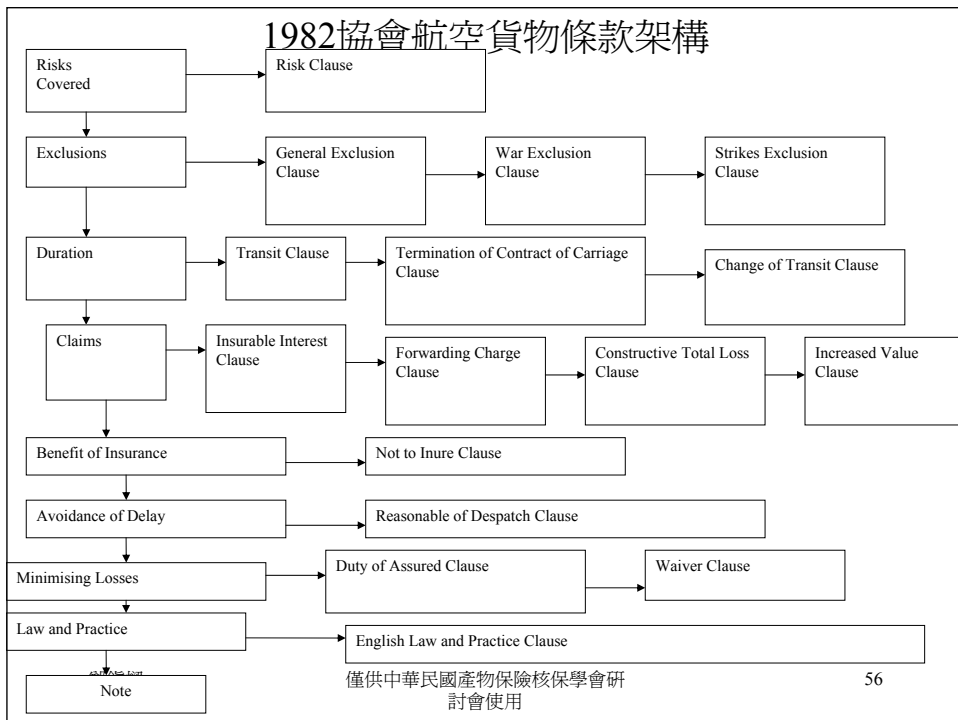 1982協會航空貨物條款架構
Risks
Covered
Risk Clause
Exclusions
General Exclusion
Clause
War Exclusion
Clause
Strikes Exclusion
Clause
Duration
Transit Clause
Termination of Contract of Carriage
Clause
Change of Transit Clause
Claims
Insurable Interest
Clause
Forwarding Charge
Clause
Constructive Total Loss
Clause
Increased Value
Clause
Benefit of Insurance
Not to Inure Clause
Avoidance of Delay
Reasonable of Despatch Clause
Minimising Losses
Duty of Assured Clause
Waiver Clause
Law and Practice
English Law and Practice Clause
Note
僅供中華民國產物保險核保學會研
討會使用
56